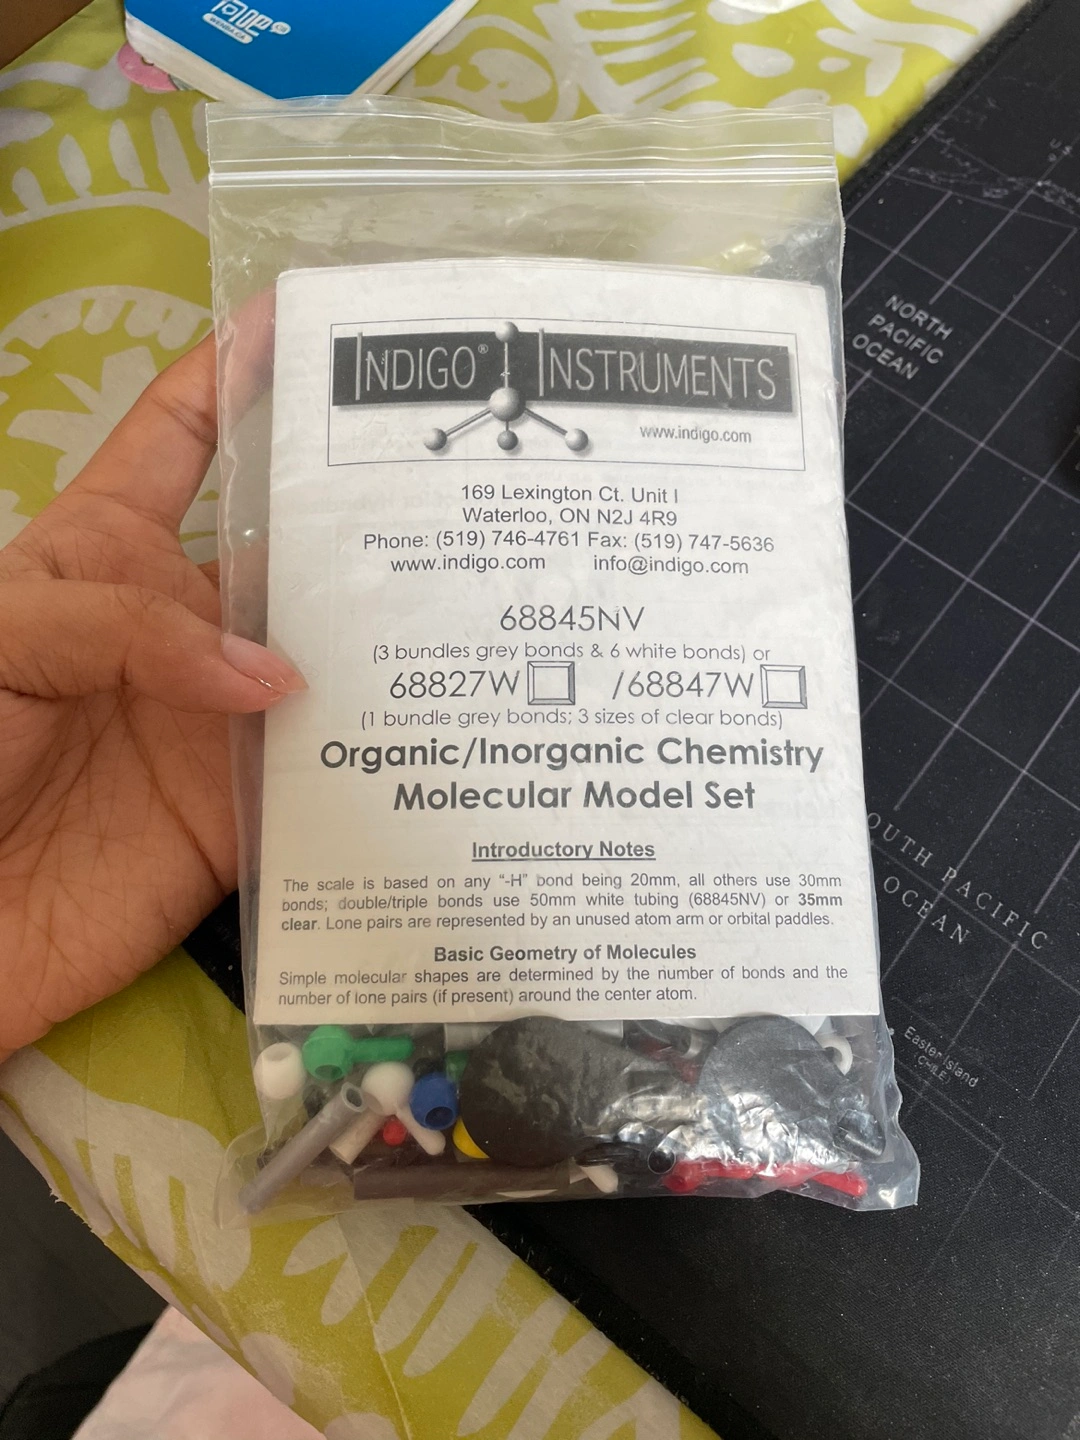 WENHA.CA
INDIGO® INSTRUMENTS
www.indigo.com
169 Lexington Ct. Unit I
Waterloo, ON N2J 4R9
Phone: (519) 746-4761 Fax: (519) 747-5636
www.indigo.com info@indigo.com
68845NV
(3 bundles grey bonds & 6 white bonds) or
68827W /68847W
(1 bundle grey bonds; 3 sizes of clear bonds)
Organic/Inorganic Chemistry
Molecular Model Set
Introductory Notes
The scale is based on any “-H” bond being 20mm, all others use 30mm
bonds; double/triple bonds use 50mm white tubing (68845NV) or 35mm
clear. Lone pairs are represented by an unused atom arm or orbital paddles.
Basic Geometry of Molecules
Simple molecular shapes are determined by the number of bonds and the
number of lone pairs (if present) around the center atom.
US
NORTH
PACIFIC
OCEAN
OUTH PACIFIC
OCEAN
Easter Island
(CHILE)